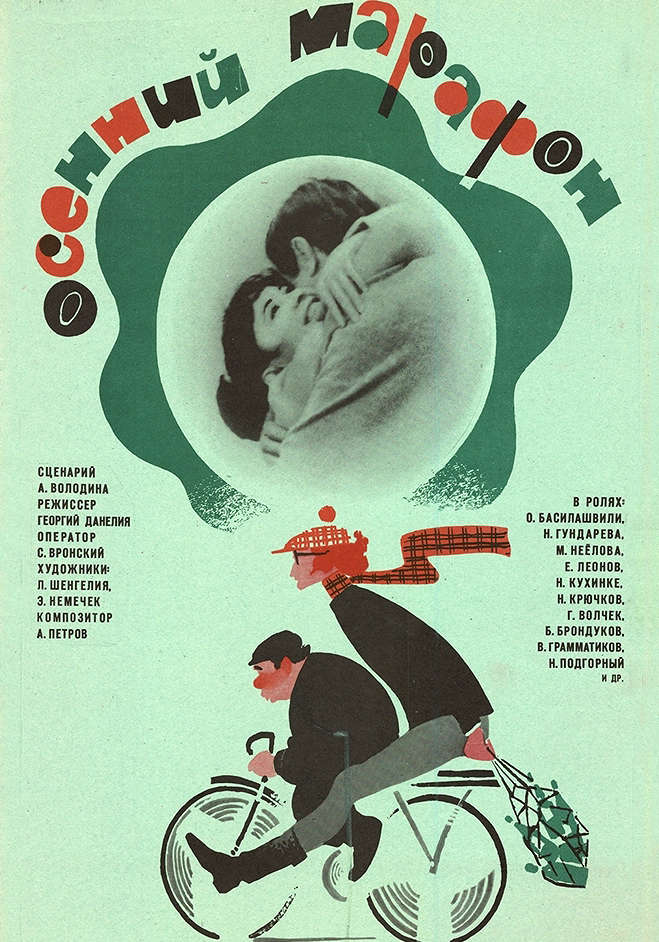 осенний марафон
СЦЕНАРИЙ
А. ВОЛОДИНА
РЕЖИССЕР
ГЕОРГИЙ ДАНЕЛИЯ
ОПЕРАТОР
С. ВРОНСКИЙ
ХУДОЖНИКИ:
Л. ШЕНГЕЛИЯ,
Э. НЕМЕЧЕК
КОМПОЗИТОР
А. ПЕТРОВ
В РОЛЯХ:
О. БАСИЛАШВИЛИ,
Н. ГУНДАРЕВА,
М. НЕЁЛОВА,
Е. ЛЕОНОВ,
Н. КУХИНКЕ,
Н. КРЮЧКОВ,
Г. ВОЛЧЕК,
Б. БРОНДУКОВ,
В. ГРАММАТИКОВ,
Н. ПОДГОРНЫЙ
И ДР.